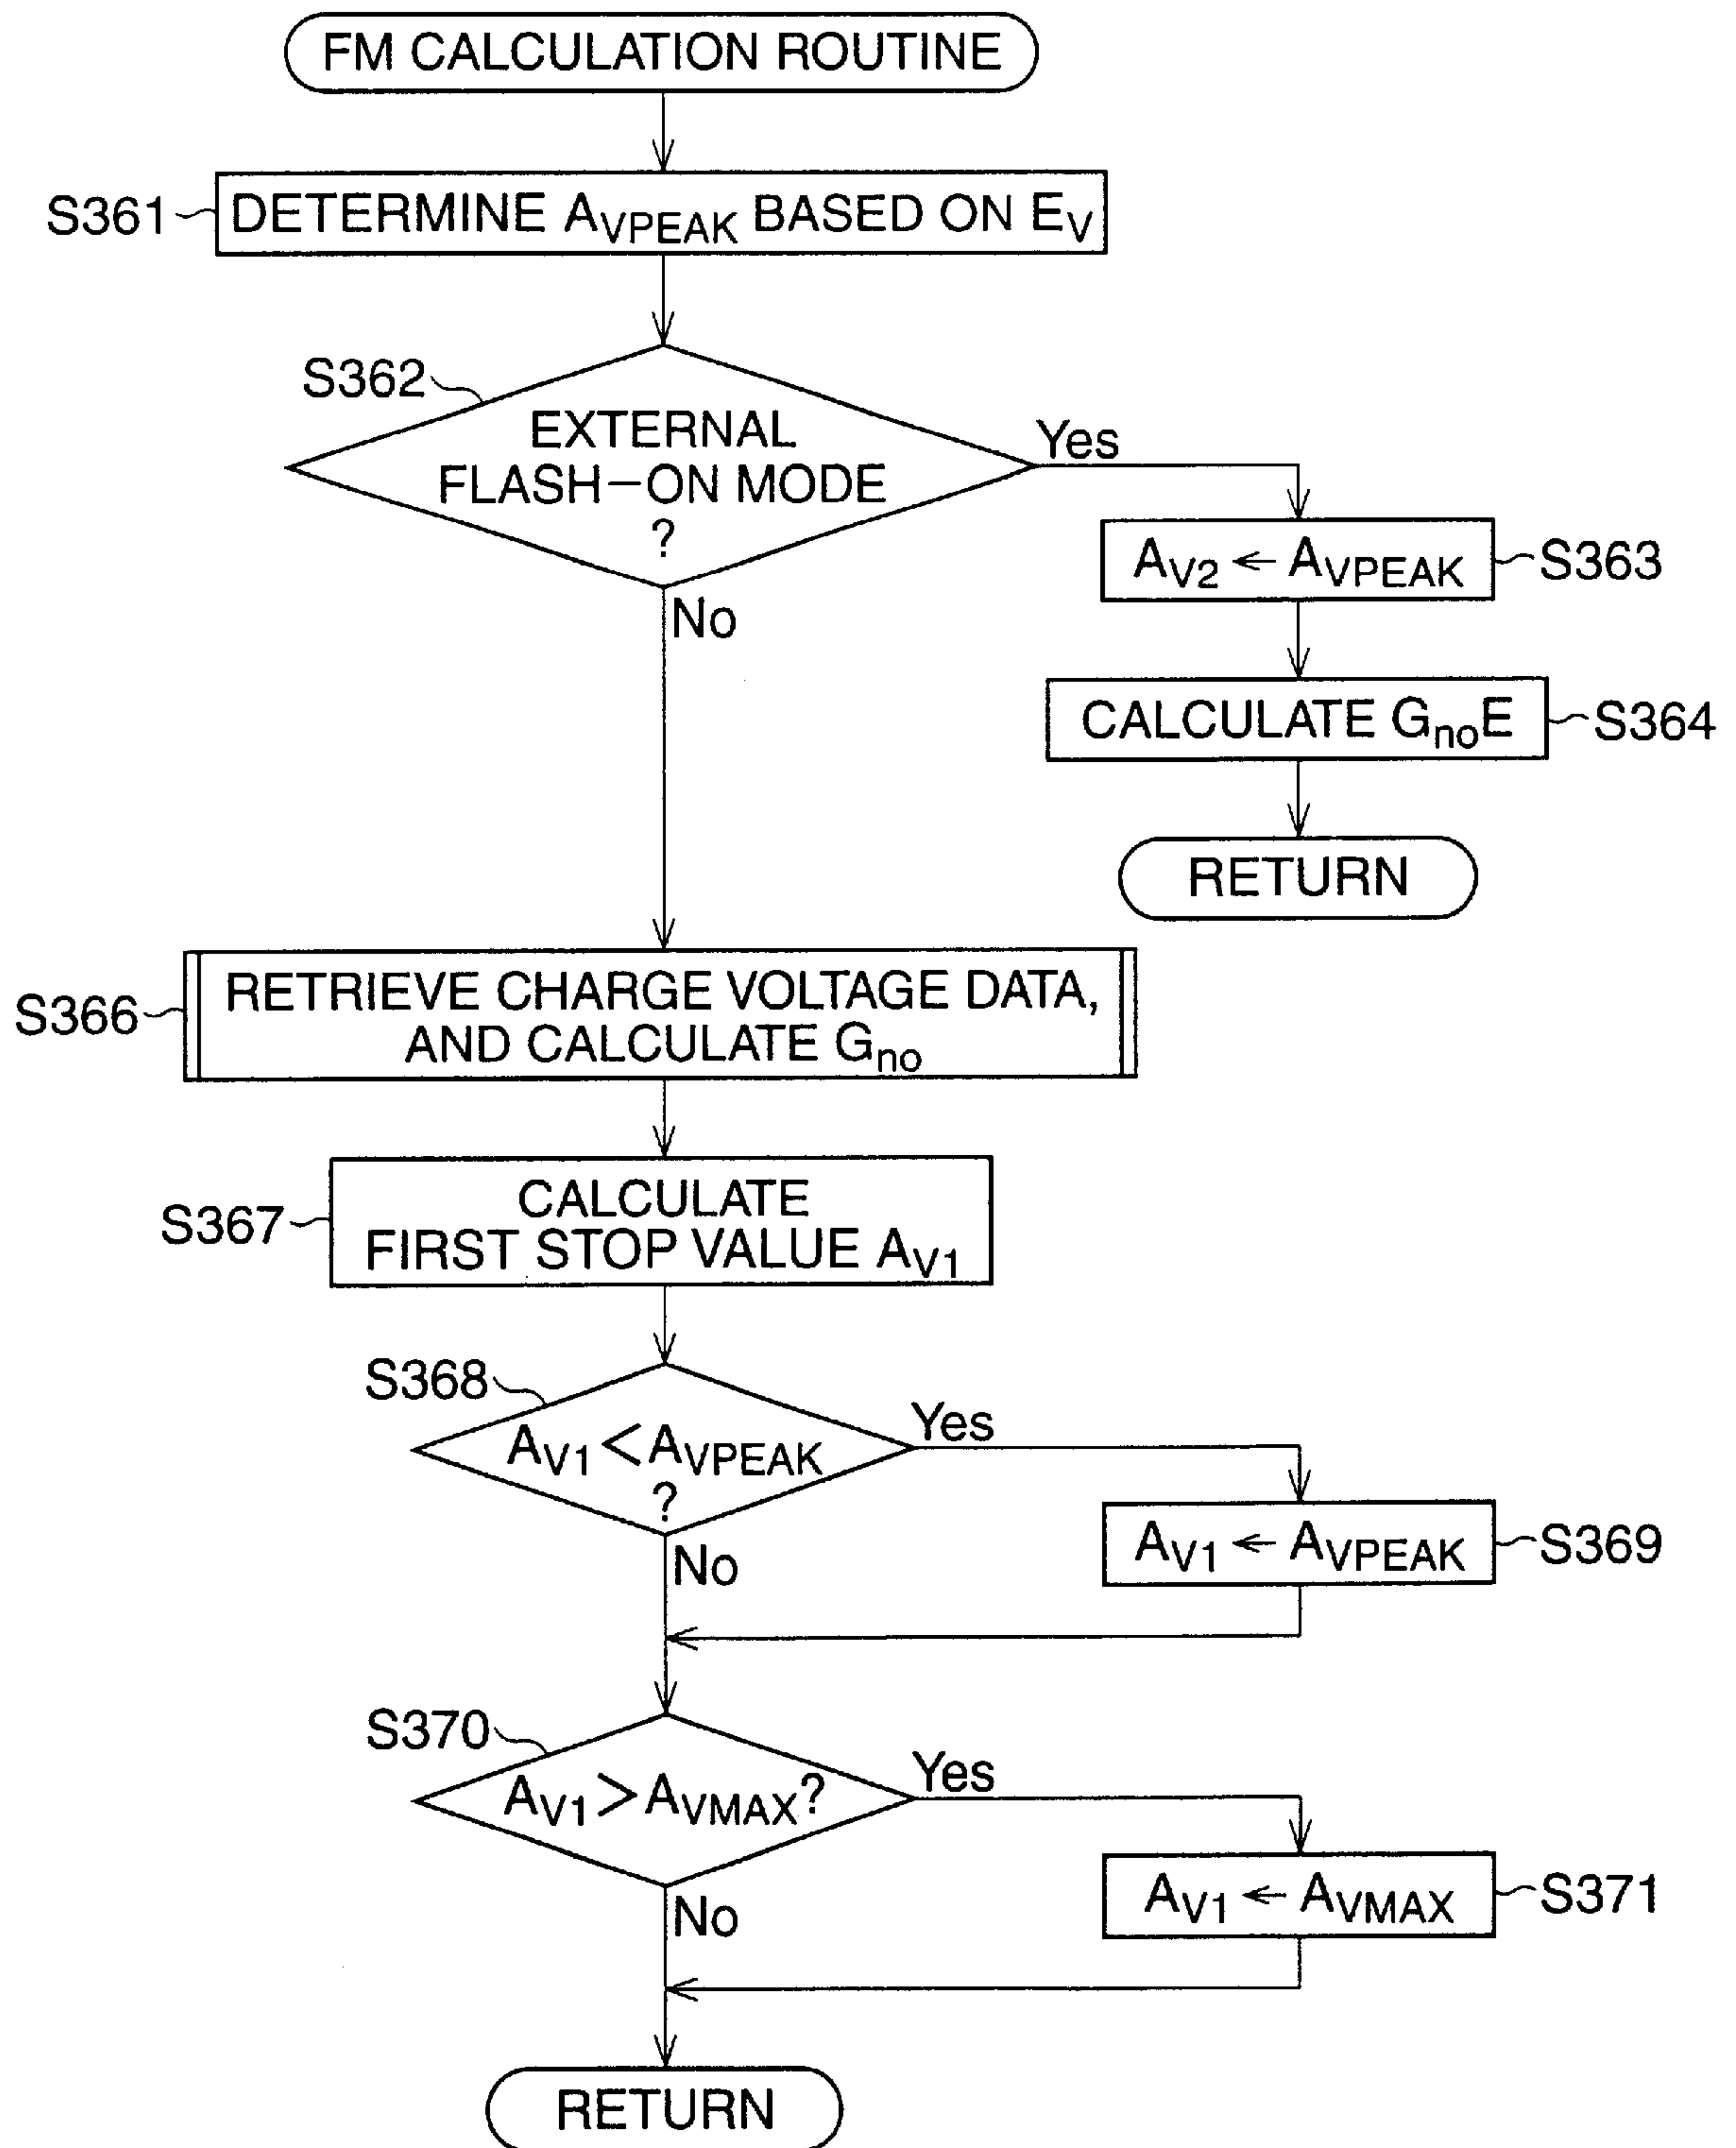 FM CALCULATION ROUTINE
S361
DETERMINE AVPEAK BASED ON EV
S362
EXTERNAL
FLASH-ON MODE
?
Yes
No
AV2 ← AVPEAK
S363
CALCULATE GnoE
S364
RETURN
S366
RETRIEVE CHARGE VOLTAGE DATA,
AND CALCULATE Gno
S367
CALCULATE
FIRST STOP VALUE AV1
S368
AV1 < AVPEAK
?
Yes
No
AV1 ← AVPEAK
S369
S370
AV1 > AVMAX?
Yes
No
AV1 ← AVMAX
S371
RETURN